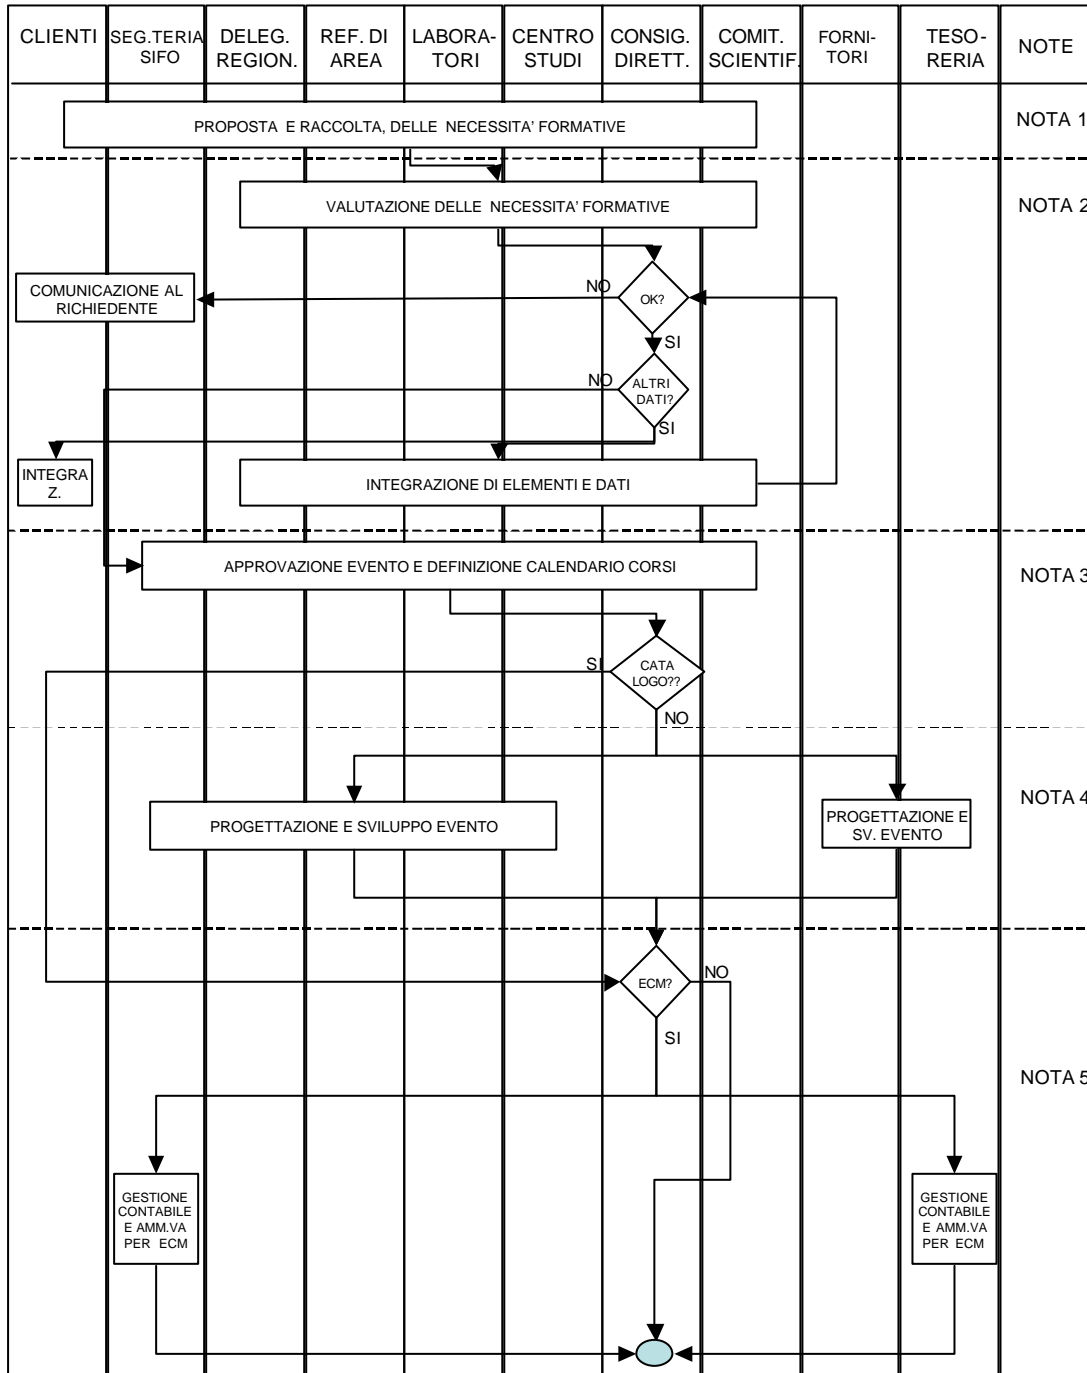 CLIENTI
SEG.TERIA
SIFO
DELEG.
REGION.
REF. DI
AREA
LABORA-
TORI
CENTRO
STUDI
CONSIG.
DIRETT.
COMIT.
SCIENTIF.
FORNI-
TORI
TESO-
RERIA
NOTE
PROPOSTA E RACCOLTA, DELLE NECESSITA' FORMATIVE
NOTA 1
VALUTAZIONE DELLE NECESSITA' FORMATIVE
NOTA 2
COMUNICAZIONE AL
RICHIEDENTE
NO
OK?
SI
NO
ALTRI
DATI?
SI
INTEGRA
Z.
INTEGRAZIONE DI ELEMENTI E DATI
APPROVAZIONE EVENTO E DEFINIZIONE CALENDARIO CORSI
NOTA 3
SI
CATA
LOGO??
NO
PROGETTAZIONE E SVILUPPO EVENTO
PROGETTAZIONE E
SV. EVENTO
NOTA 4
ECM?
NO
SI
NOTA 5
GESTIONE
CONTABILE
E AMM.VA
PER ECM
GESTIONE
CONTABILE
E AMM.VA
PER ECM